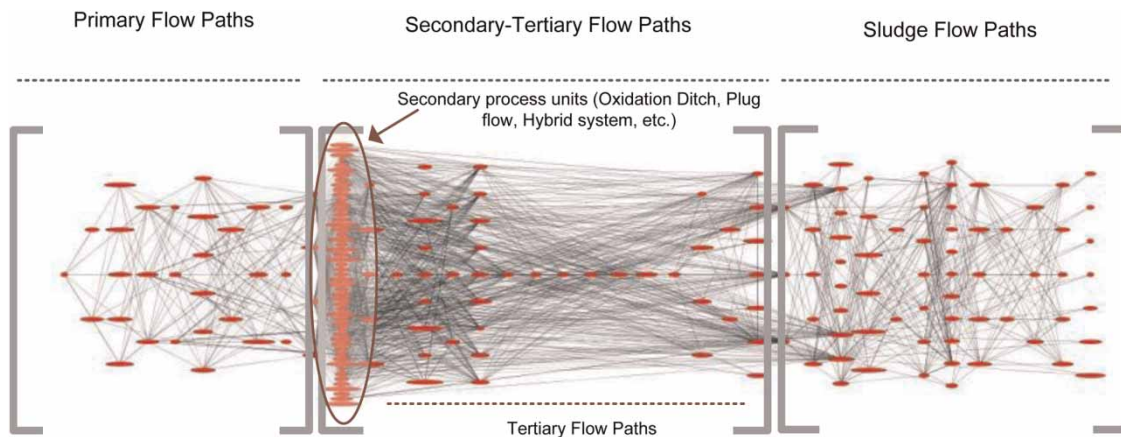 Primary Flow Paths
Secondary-Tertiary Flow Paths
Sludge Flow Paths
Secondary process units (Oxidation Ditch, Plug
flow, Hybrid system, etc.)
Tertiary Flow Paths